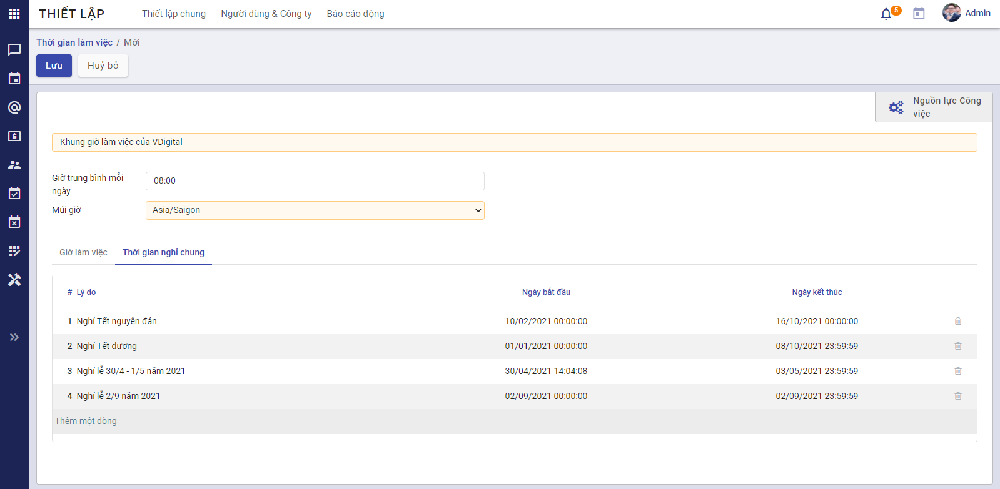 THIẾT LẬP Thiết lập chung Người dùng & Công ty Báo cáo động 5 Admin
Thời gian làm việc / Mới
Lưu Huỷ bỏ
Nguồn lực Công
việc
Khung giờ làm việc của VDigital
Giờ trung bình mỗi
ngày
08:00
Múi giờ Asia/Saigon
Giờ làm việc Thời gian nghỉ chung
# Lý do Ngày bắt đầu Ngày kết thúc
1 Nghỉ Tết nguyên đán 10/02/2021 00:00:00 16/10/2021 00:00:00
2 Nghỉ Tết dương 01/01/2021 00:00:00 08/10/2021 23:59:59
3 Nghỉ lễ 30/4 - 1/5 năm 2021 30/04/2021 14:04:08 03/05/2021 23:59:59
4 Nghỉ lễ 2/9 năm 2021 02/09/2021 00:00:00 02/09/2021 23:59:59
Thêm một dòng